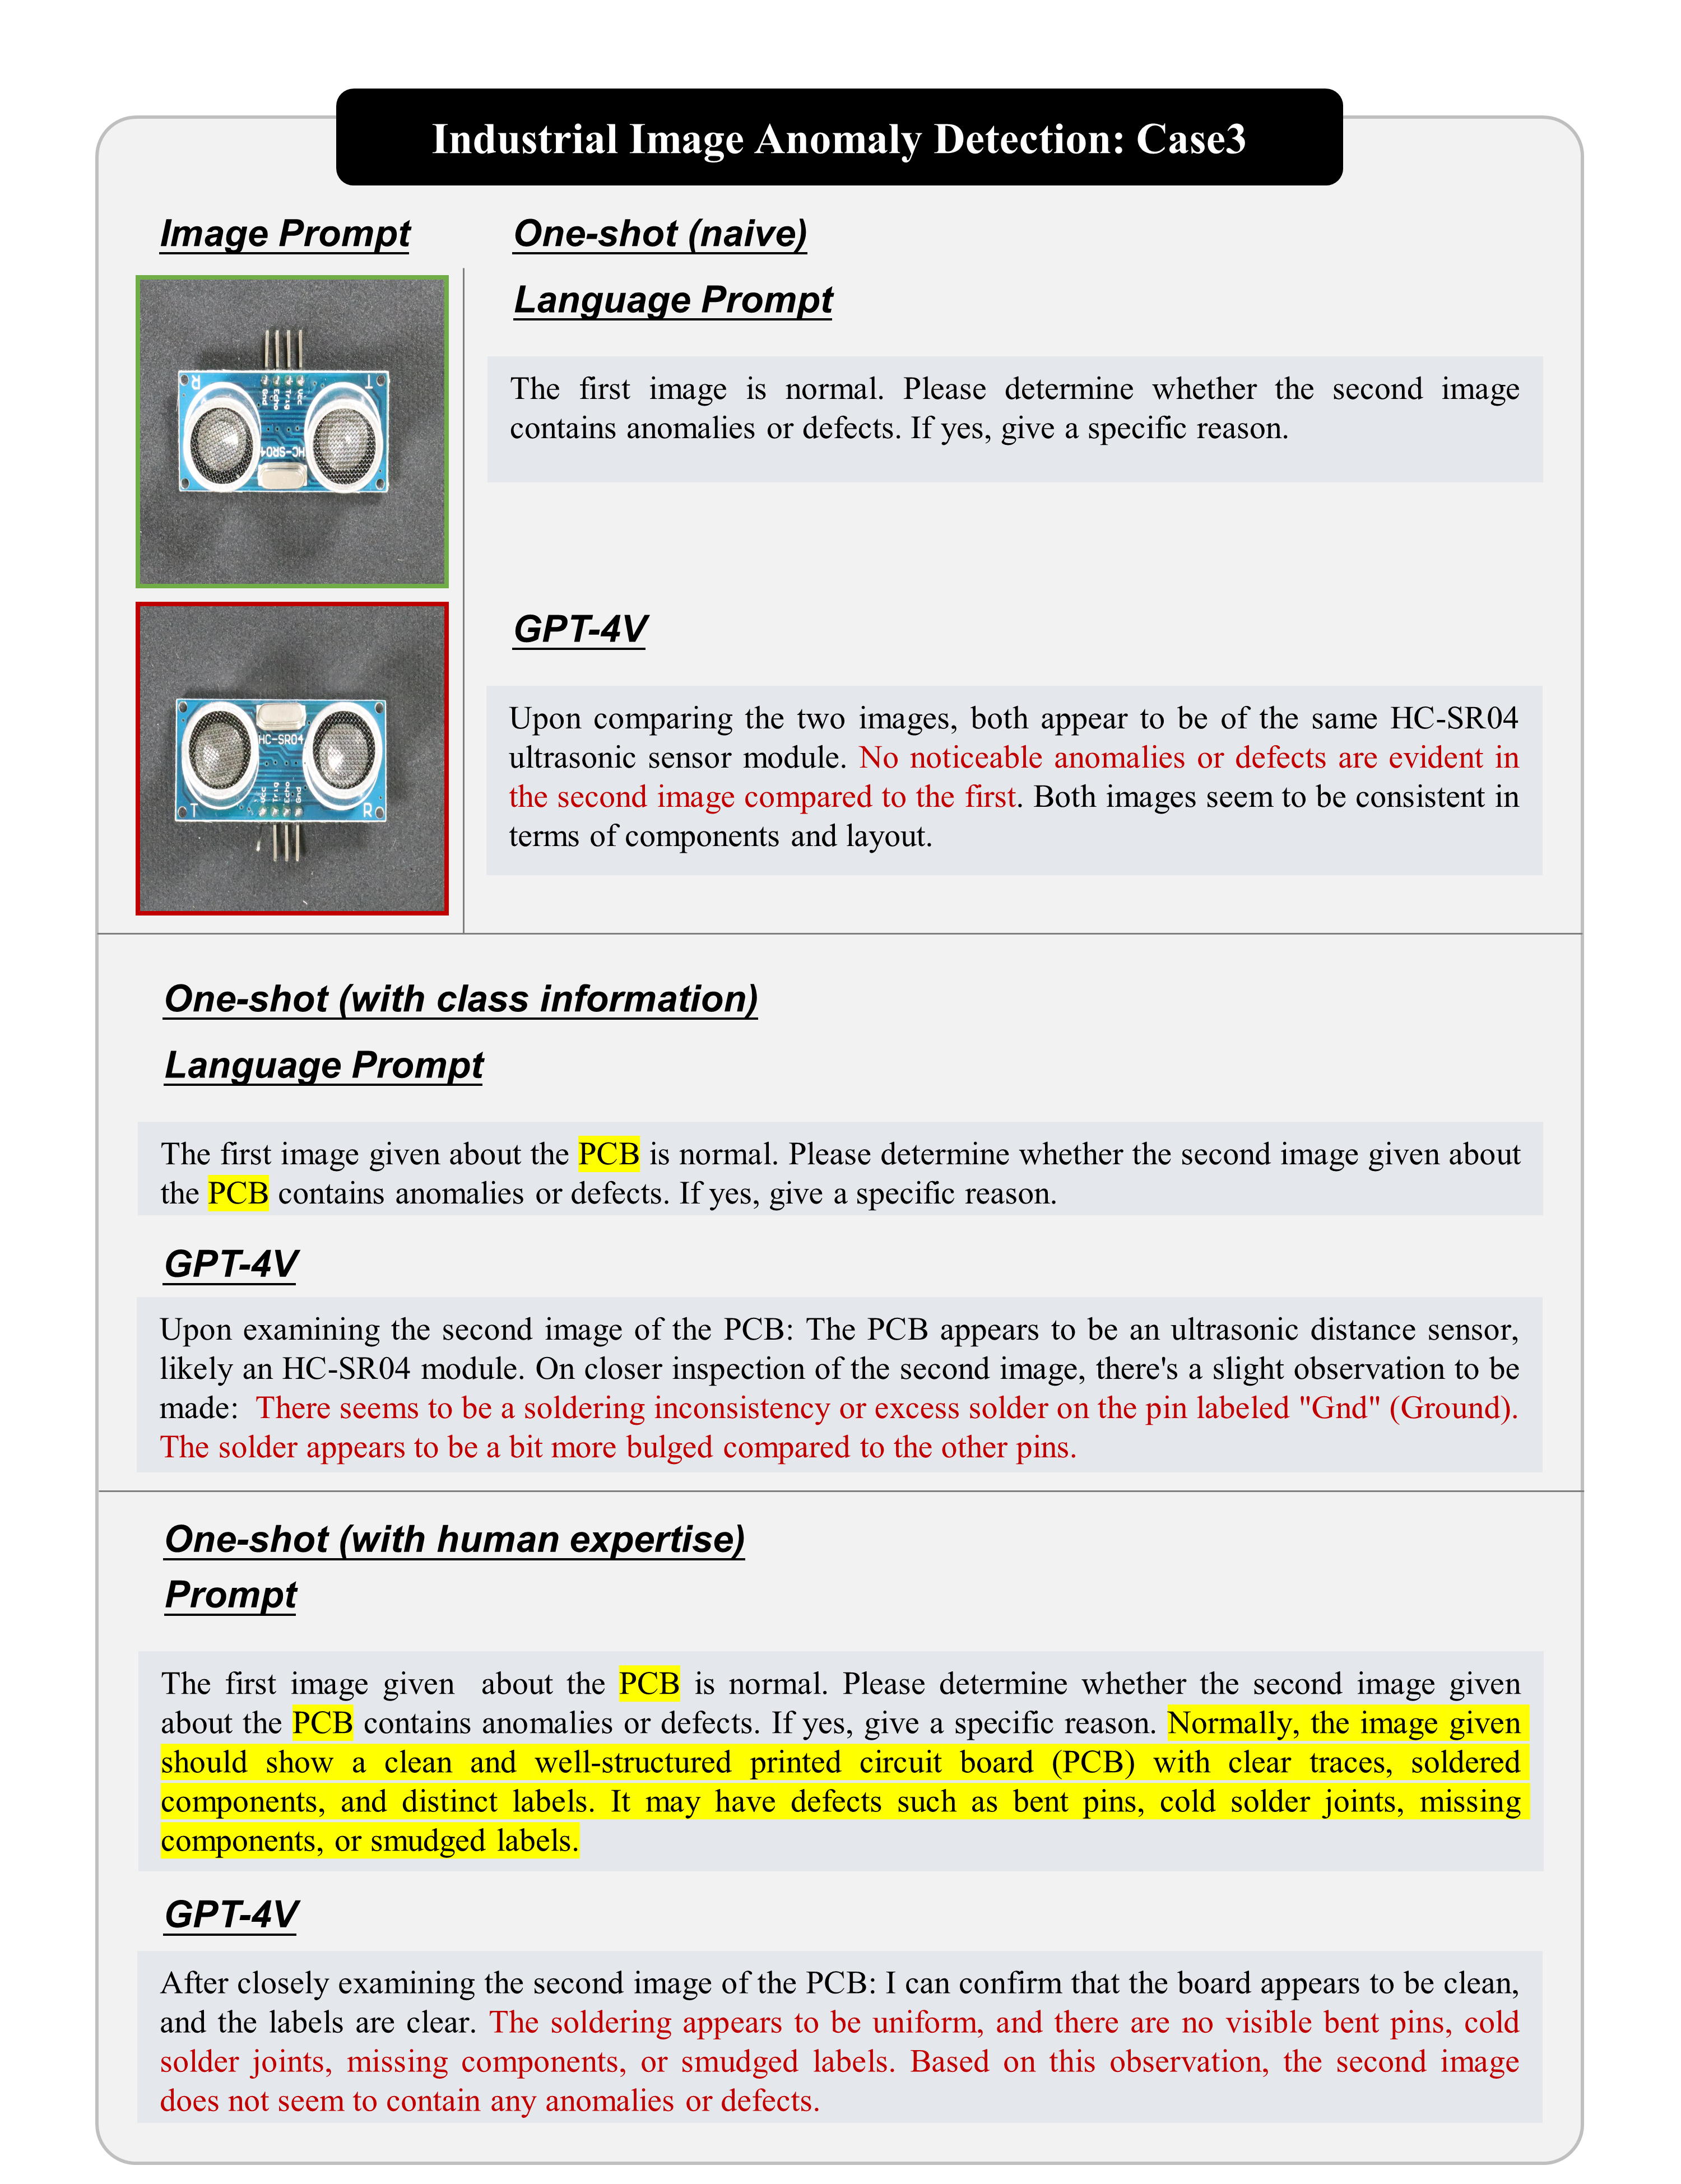 Industrial Image Anomaly Detection: Case3
Image Prompt
One-shot (naive)
Language Prompt
R
T
Gnd
Echo
Trig
Vcc
HC-SR04
The first image is normal. Please determine whether the second image
contains anomalies or defects. If yes, give a specific reason.
GPT-4V
HC-SR04
Vcc
Trig
Echo
Gnd
T
R
Upon comparing the two images, both appear to be of the same HC-SR04
ultrasonic sensor module. No noticeable anomalies or defects are evident in
the second image compared to the first. Both images seem to be consistent in
terms of components and layout.
One-shot (with class information)
Language Prompt
The first image given about the PCB is normal. Please determine whether the second image given about
the PCB contains anomalies or defects. If yes, give a specific reason.
GPT-4V
Upon examining the second image of the PCB: The PCB appears to be an ultrasonic distance sensor,
likely an HC-SR04 module. On closer inspection of the second image, there's a slight observation to be
made: There seems to be a soldering inconsistency or excess solder on the pin labeled "Gnd" (Ground).
The solder appears to be a bit more bulged compared to the other pins.
One-shot (with human expertise)
Prompt
The first image given about the PCB is normal. Please determine whether the second image given
about the PCB contains anomalies or defects. If yes, give a specific reason. Normally, the image given
should show a clean and well-structured printed circuit board (PCB) with clear traces, soldered
components, and distinct labels. It may have defects such as bent pins, cold solder joints, missing
components, or smudged labels.
GPT-4V
After closely examining the second image of the PCB: I can confirm that the board appears to be clean,
and the labels are clear. The soldering appears to be uniform, and there are no visible bent pins, cold
solder joints, missing components, or smudged labels. Based on this observation, the second image
does not seem to contain any anomalies or defects.